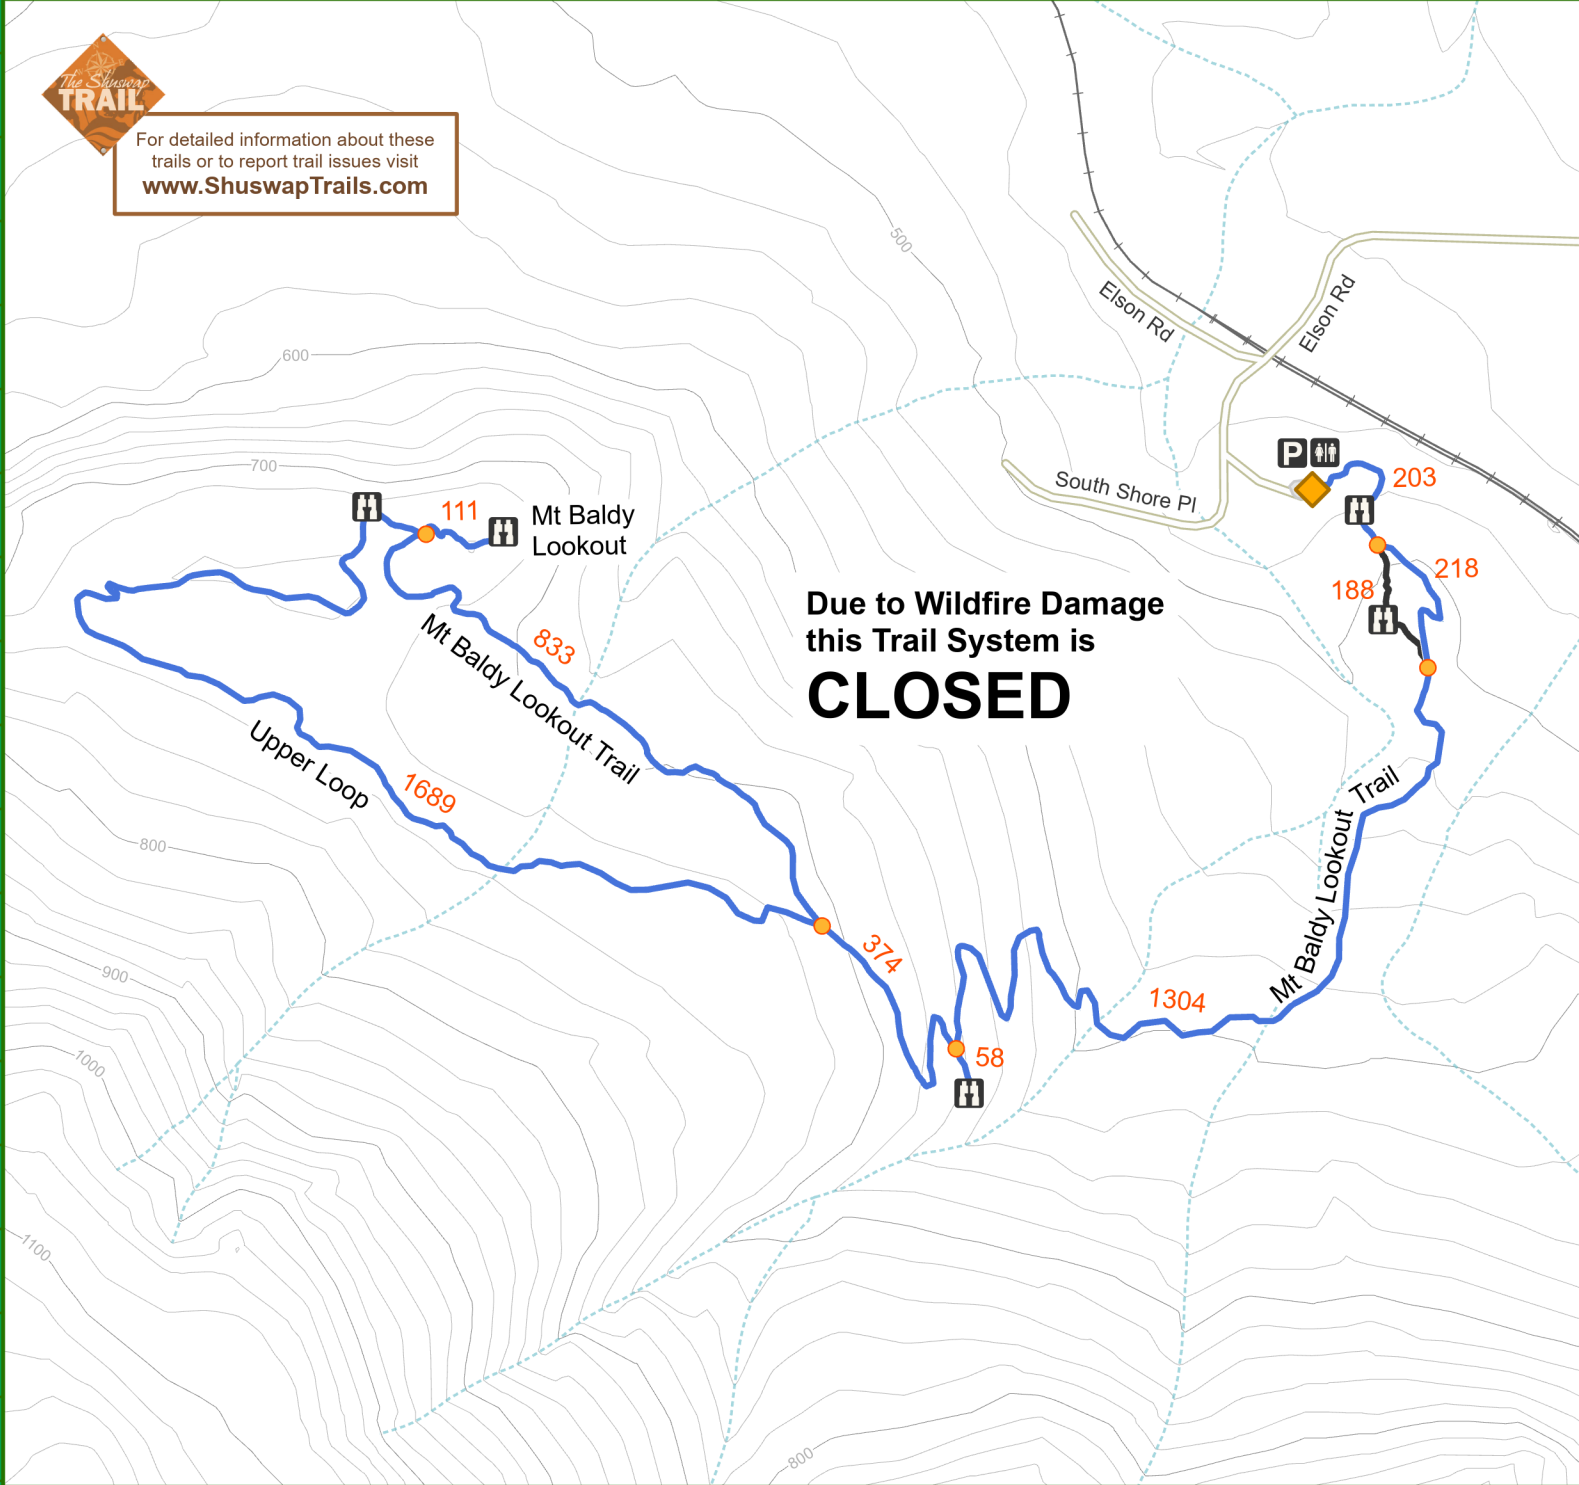 The Shuswap
TRAIL
For detailed information about these
trails or to report trail issues visit
www.ShuswapTrails.com
500
Elson Rd
Elson Rd
600
700
P
203
South Shore Pl
111
Mt Baldy
Lookout
218
188
Due to Wildfire Damage
this Trail System is
CLOSED
833
Mt Baldy Lookout Trail
Upper Loop
1689
800
Mt Baldy Lookout Trail
374
900
1304
58
1000
1100
800